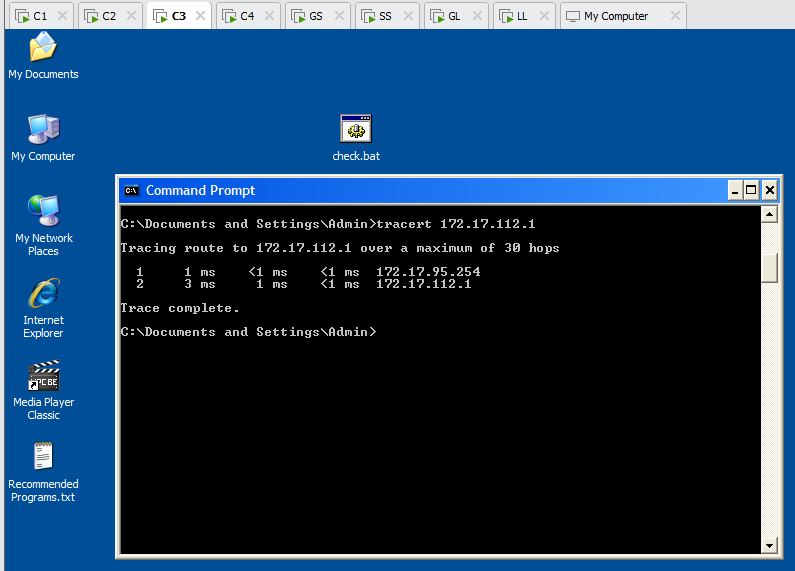 C1
C2
C3
C4
GS
SS
GL
LL
My Computer
My Documents
My Computer
check.bat
My Network
Places
Internet
Explorer
Media Player
Classic
Recommended
Programs.txt
C:\
Command Prompt
C:\Documents and Settings\Admin>tracert 172.17.112.1
Tracing route to 172.17.112.1 over a maximum of 30 hops
1 1 ms <1 ms <1 ms 172.17.95.254
2 3 ms 1 ms <1 ms 172.17.112.1
Trace complete.
C:\Documents and Settings\Admin>